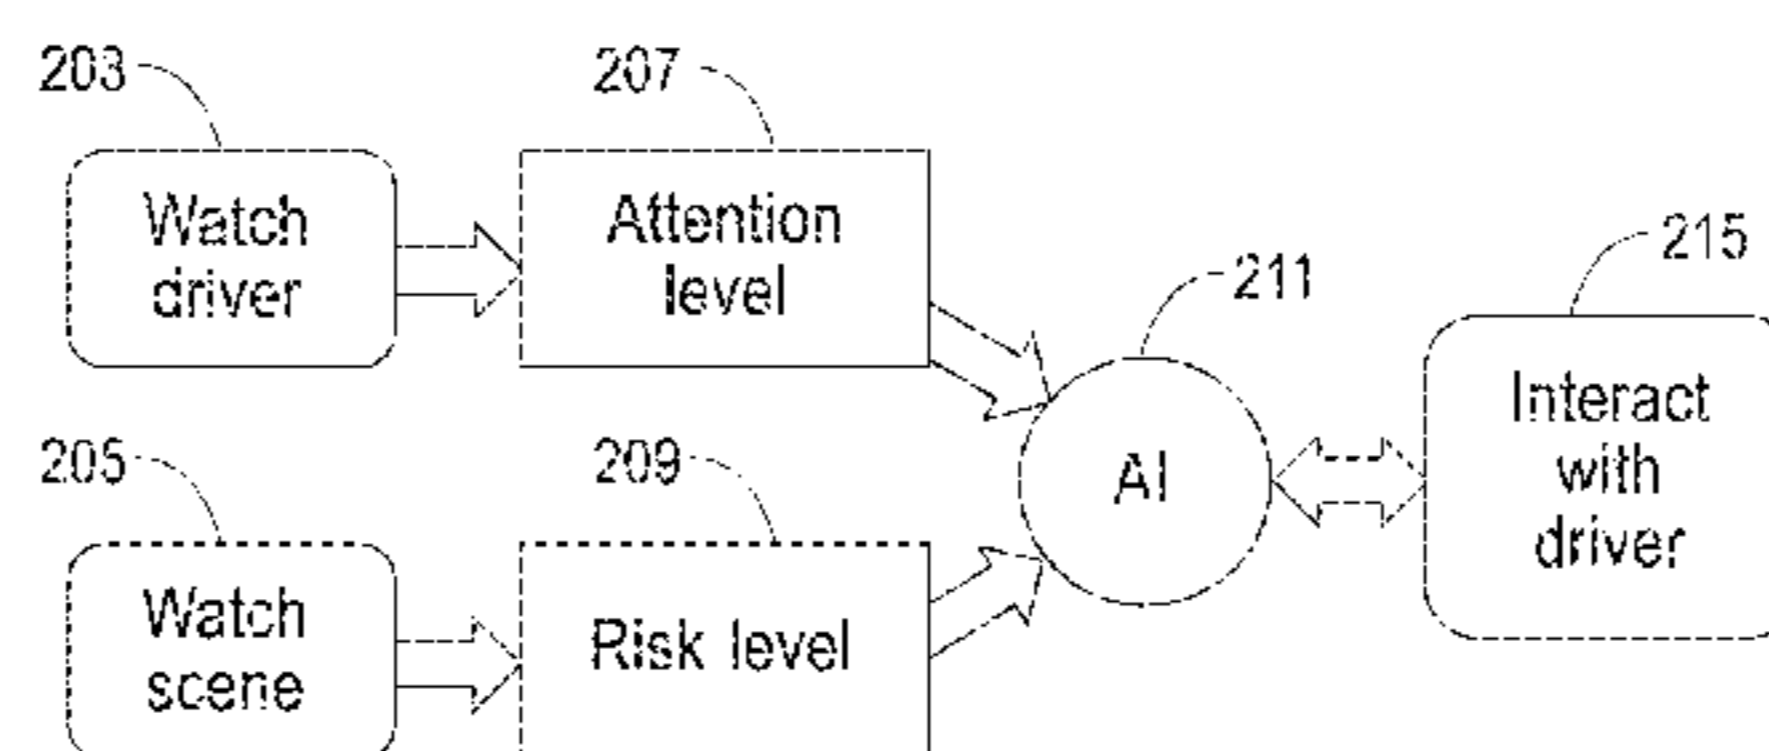 203
207
Watch
driver
Attention
level
211
215
205
209
AI
Interact
with
driver
Watch
scene
Risk level